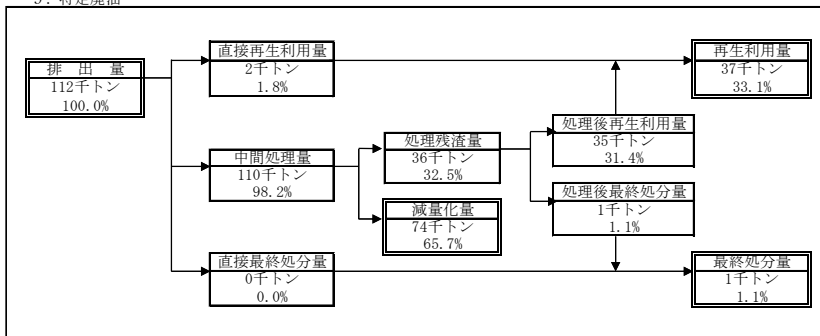 3．特定廃油
排 出 量
112千トン
100.0%
直接再生利用量
2千トン
1.8%
中間処理量
110千トン
98.2%
直接最終処分量
0千トン
0.0%
処理残渣量
36千トン
32.5%
減量化量
74千トン
65.7%
処理後再生利用量
35千トン
31.4%
処理後最終処分量
1千トン
1.1%
再生利用量
37千トン
33.1%
最終処分量
1千トン
1.1%